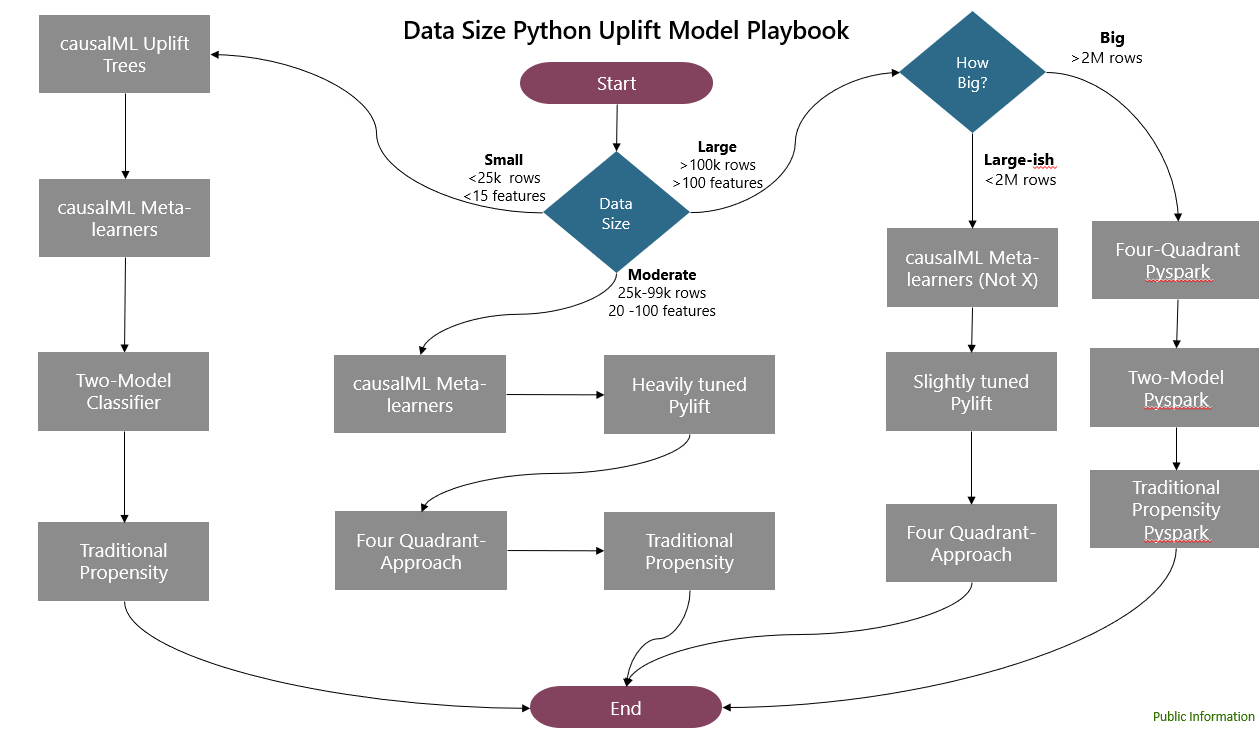 Data Size Python Uplift Model Playbook
Start
Data
Size
Small
<25k  rows
<15 features
causalML Uplift
Trees
causalML Meta-
learners
Two-Model
Classifier
Traditional
Propensity
Moderate
25k-99k rows
20 -100 features
causalML Meta-
learners
Heavily tuned
Pylift
Four Quadrant-
Approach
Traditional
Propensity
Large
>100k rows
>100 features
How
Big?
Large-ish
<2M rows
causalML Meta-
learners (Not X)
Slightly tuned
Pylift
Four Quadrant-
Approach
Big
>2M rows
Four-Quadrant
Pyspark
Two-Model
Pyspark
Traditional
Propensity
Pyspark
End
Public Information